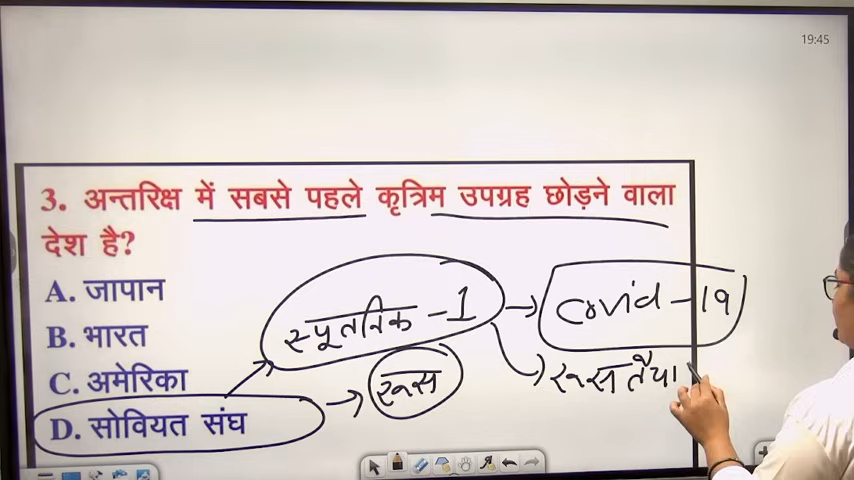 19:45
3. अन्तरिक्ष में सबसे पहले कृत्रिम उपग्रह छोड़ने वाला
देश है?
A. जापान
B. भारत
C. अमेरिका
D. सोवियत संघ
स्पूतनिक - 1
Covid - 19
रूस
रूस तैया